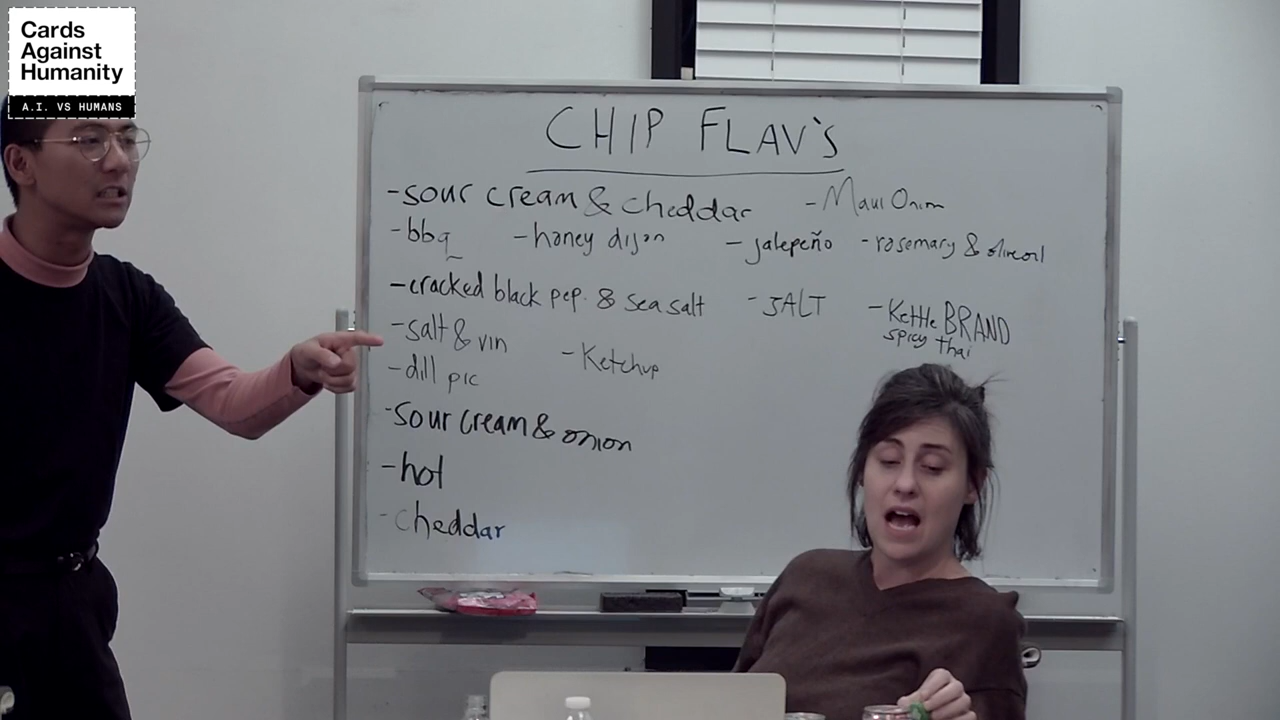 Cards
Against
Humanity
A.I. VS HUMANS
CHIP FLAV'S
-sour cream & cheddar -Maui Onion
-bbq -honey dijon -jalepeño -rosemary & olive oil
-cracked black pep. & sea salt -SALT -Kettle BRAND
spicy thai
-salt & vin -Ketchup
-dill pic
-sour cream & onion
-hot
-cheddar